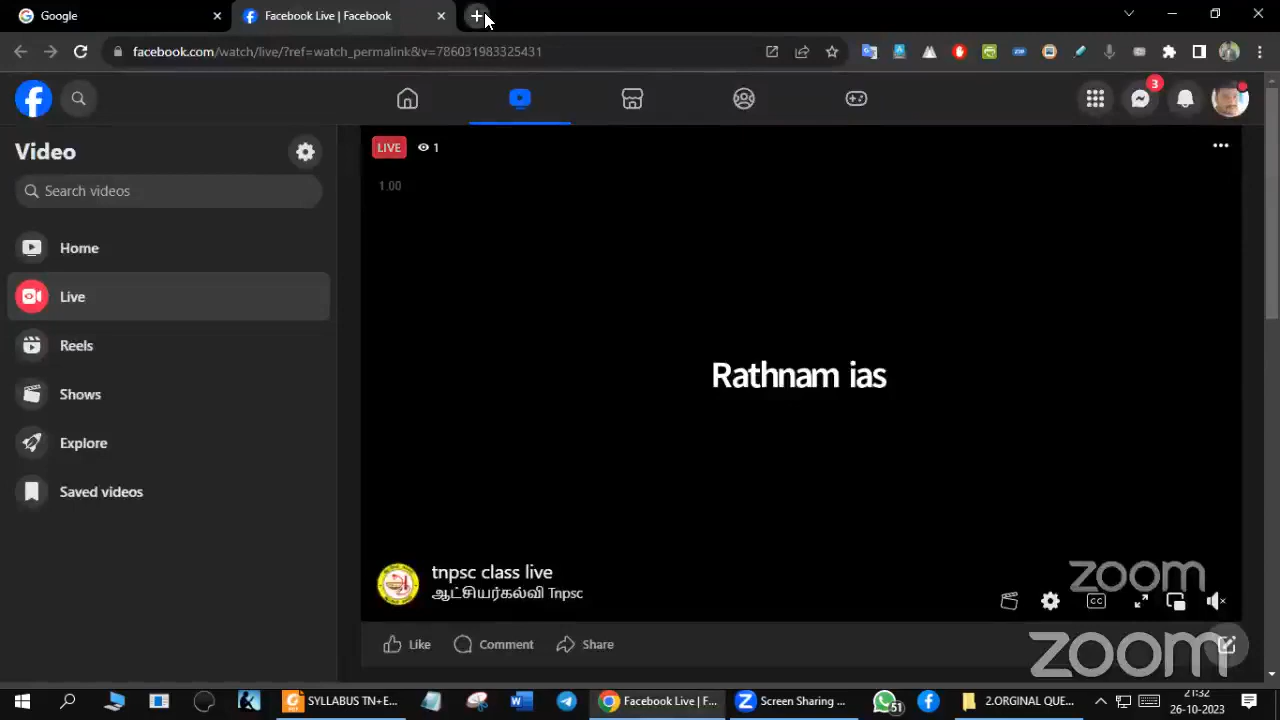 Google
Facebook Live | Facebook
facebook.com/watch/live/?ref=watch_permalink&v=786031983325431
3
Video
Search videos
Home
Live
Reels
Shows
Explore
Saved videos
LIVE 1
1.00
Rathnam ias
tnpsc class live
ஆட்சியர்கல்வி Tnpsc
CC
zoom
Like Comment Share
zoom
SYLLABUS TN+E... Facebook Live | F... Screen Sharing ... 51 2.ORGINAL QUE...
21:32
26-10-2023